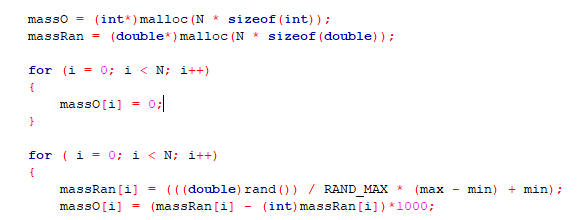 massO = (int*)malloc(N * sizeof(int));
massRan = (double*)malloc(N * sizeof(double));
for (i = 0; i < N; i++)
{
massO[i] = 0;
}
for ( i = 0; i < N; i++)
{
massRan[i] = (((double)rand()) / RAND_MAX * (max - min) + min);
massO[i] = (massRan[i] - (int)massRan[i])*1000;